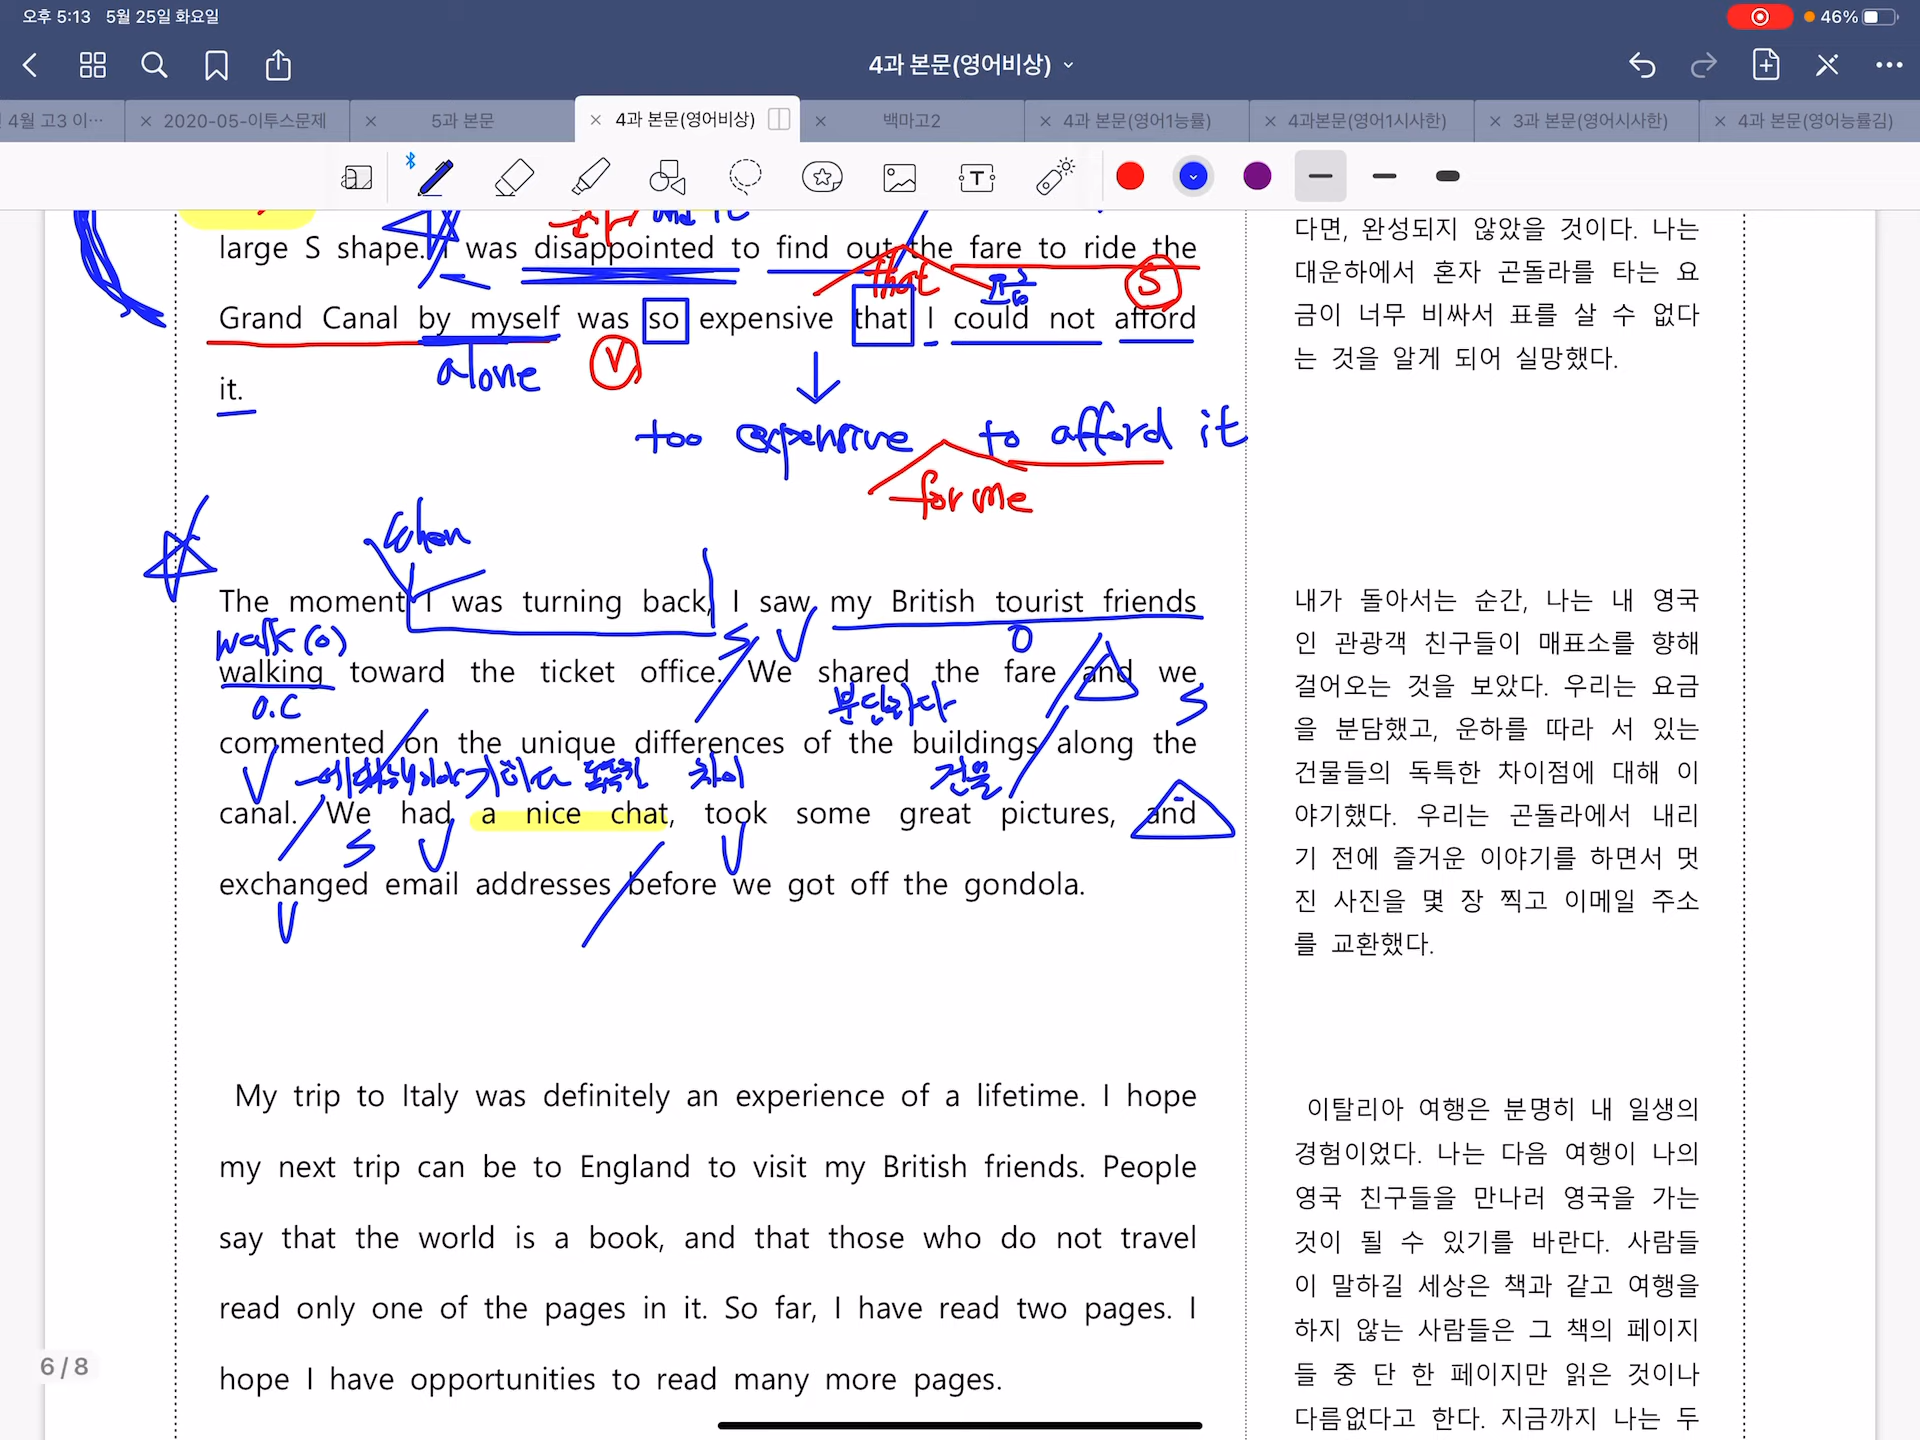 오후 5:13 5월 25일 화요일
46%
4과 본문(영어비상)
4월 고3 이…
2020-05-이투스문제
5과 본문
4과 본문(영어비상)
백마고2
4과 본문(영어1능률)
4과본문(영어1시사한)
3과 본문(영어시사한)
4과 본문(영어능률김)
large S shape. I was disappointed to find out the fare to ride the
that
요금
S
Grand Canal by myself was so expensive that I could not afford
alone
V
it.
too expensive to afford it
for me
when
The moment I was turning back, I saw my British tourist friends
walk (o)
S V O
walking toward the ticket office. We shared the fare and we
O.C
분담하다
S
commented on the unique differences of the buildings along the
V
독특한 차이 건물
canal. We had a nice chat, took some great pictures, and
S V V
exchanged email addresses before we got off the gondola.
V
My trip to Italy was definitely an experience of a lifetime. I hope
my next trip can be to England to visit my British friends. People
say that the world is a book, and that those who do not travel
read only one of the pages in it. So far, I have read two pages. I
hope I have opportunities to read many more pages.
6 / 8
다면, 완성되지 않았을 것이다. 나는
대운하에서 혼자 곤돌라를 타는 요
금이 너무 비싸서 표를 살 수 없다
는 것을 알게 되어 실망했다.
내가 돌아서는 순간, 나는 내 영국
인 관광객 친구들이 매표소를 향해
걸어오는 것을 보았다. 우리는 요금
을 분담했고, 운하를 따라 서 있는
건물들의 독특한 차이점에 대해 이
야기했다. 우리는 곤돌라에서 내리
기 전에 즐거운 이야기를 하면서 멋
진 사진을 몇 장 찍고 이메일 주소
를 교환했다.
이탈리아 여행은 분명히 내 일생의
경험이었다. 나는 다음 여행이 나의
영국 친구들을 만나러 영국을 가는
것이 될 수 있기를 바란다. 사람들
이 말하길 세상은 책과 같고 여행을
하지 않는 사람들은 그 책의 페이지
들 중 단 한 페이지만 읽은 것이나
다름없다고 한다. 지금까지 나는 두